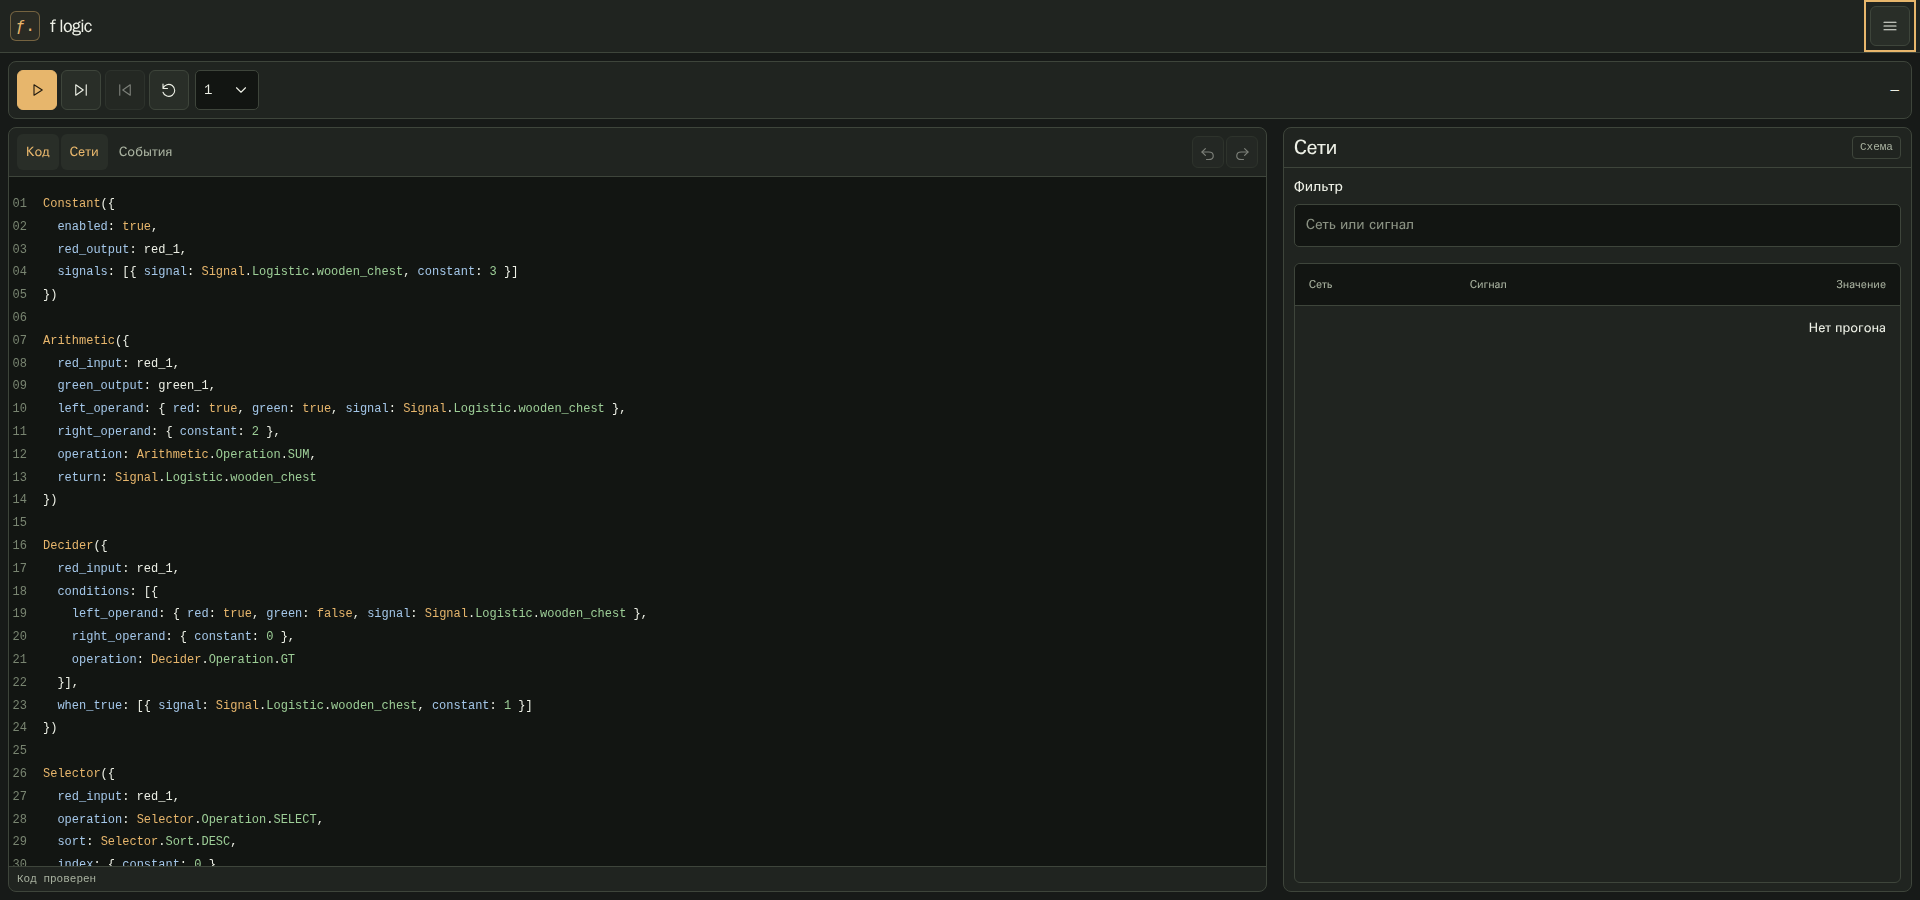 f. f logic
1
–
Код Сети События
01 Constant({
02   enabled: true,
03   red_output: red_1,
04   signals: [{ signal: Signal.Logistic.wooden_chest, constant: 3 }]
05 })
06
07 Arithmetic({
08   red_input: red_1,
09   green_output: green_1,
10   left_operand: { red: true, green: true, signal: Signal.Logistic.wooden_chest },
11   right_operand: { constant: 2 },
12   operation: Arithmetic.Operation.SUM,
13   return: Signal.Logistic.wooden_chest
14 })
15
16 Decider({
17   red_input: red_1,
18   conditions: [{
19     left_operand: { red: true, green: false, signal: Signal.Logistic.wooden_chest },
20     right_operand: { constant: 0 },
21     operation: Decider.Operation.GT
22   }],
23   when_true: [{ signal: Signal.Logistic.wooden_chest, constant: 1 }]
24 })
25
26 Selector({
27   red_input: red_1,
28   operation: Selector.Operation.SELECT,
29   sort: Selector.Sort.DESC,
30   index: { constant: 0 }
Код проверен
Сети
Схема
Фильтр
Сеть или сигнал
Сеть Сигнал Значение
Нет прогона